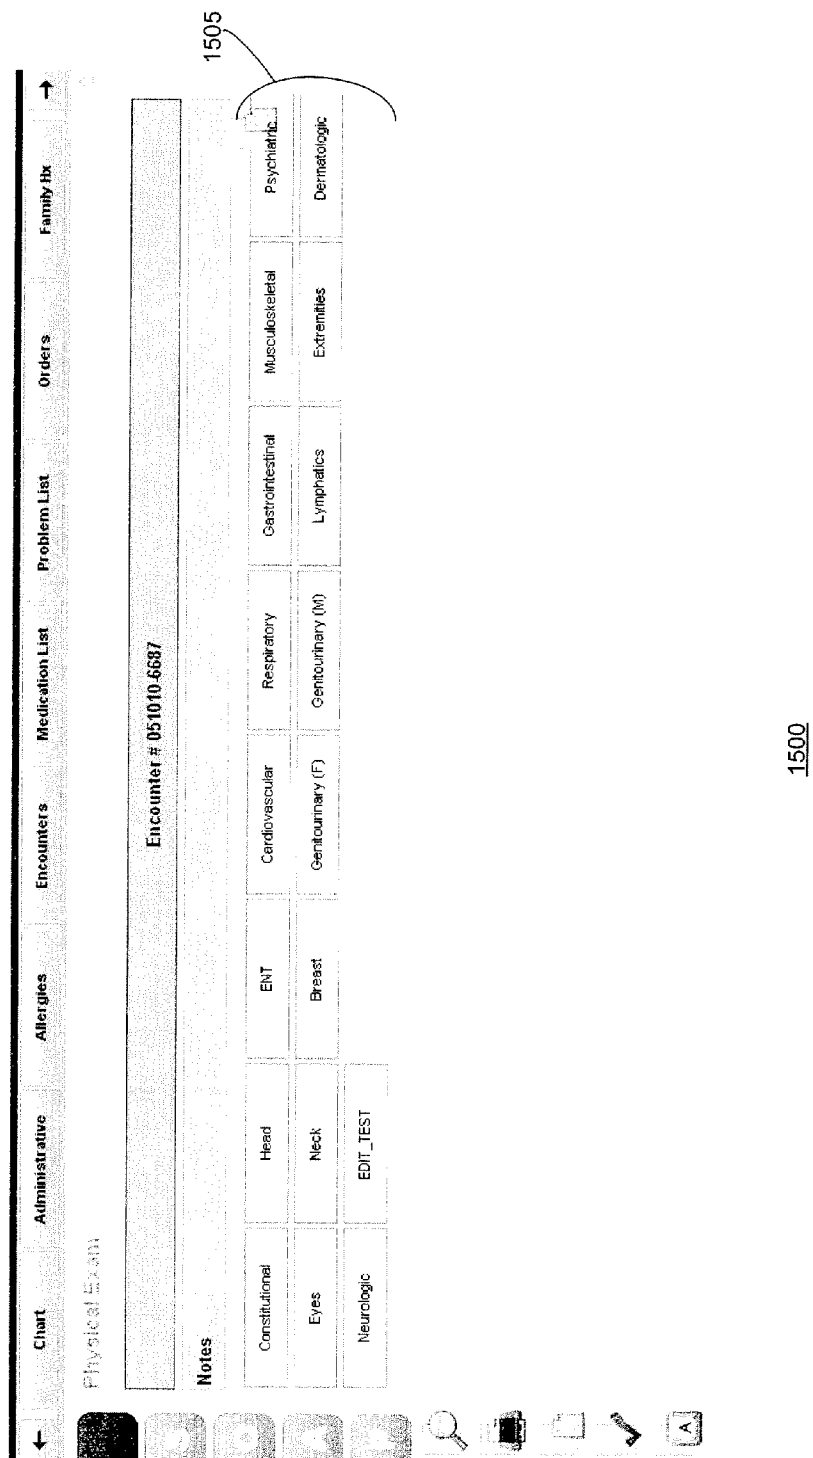 Chart Administrative Allergies Encounters Medication List Problem List Orders Family Hx
Physical Exam
Encounter # 051010-6687
Notes
1505
Constitutional Head ENT Cardiovascular Respiratory Gastrointestinal Musculoskeletal Psychiatric
Eyes Neck Breast Genitourinary (F) Genitourinary (M) Lymphatics Extremities Dermatologic
Neurologic EDIT_TEST
A
1500